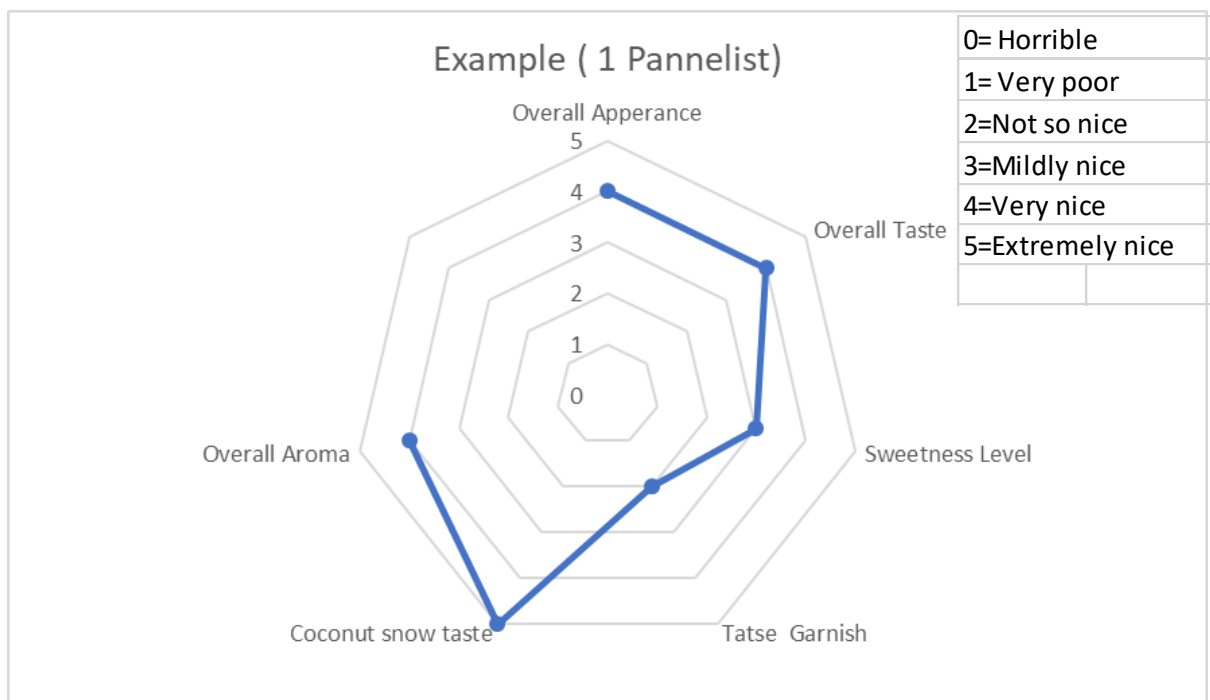 Example ( 1 Pannelist)
Overall Apperance
5
4
3
2
1
0
Overall Taste
Sweetness Level
Tatse  Garnish
Coconut snow taste
Overall Aroma
0= Horrible
1= Very poor
2=Not so nice
3=Mildly nice
4=Very nice
5=Extremely nice